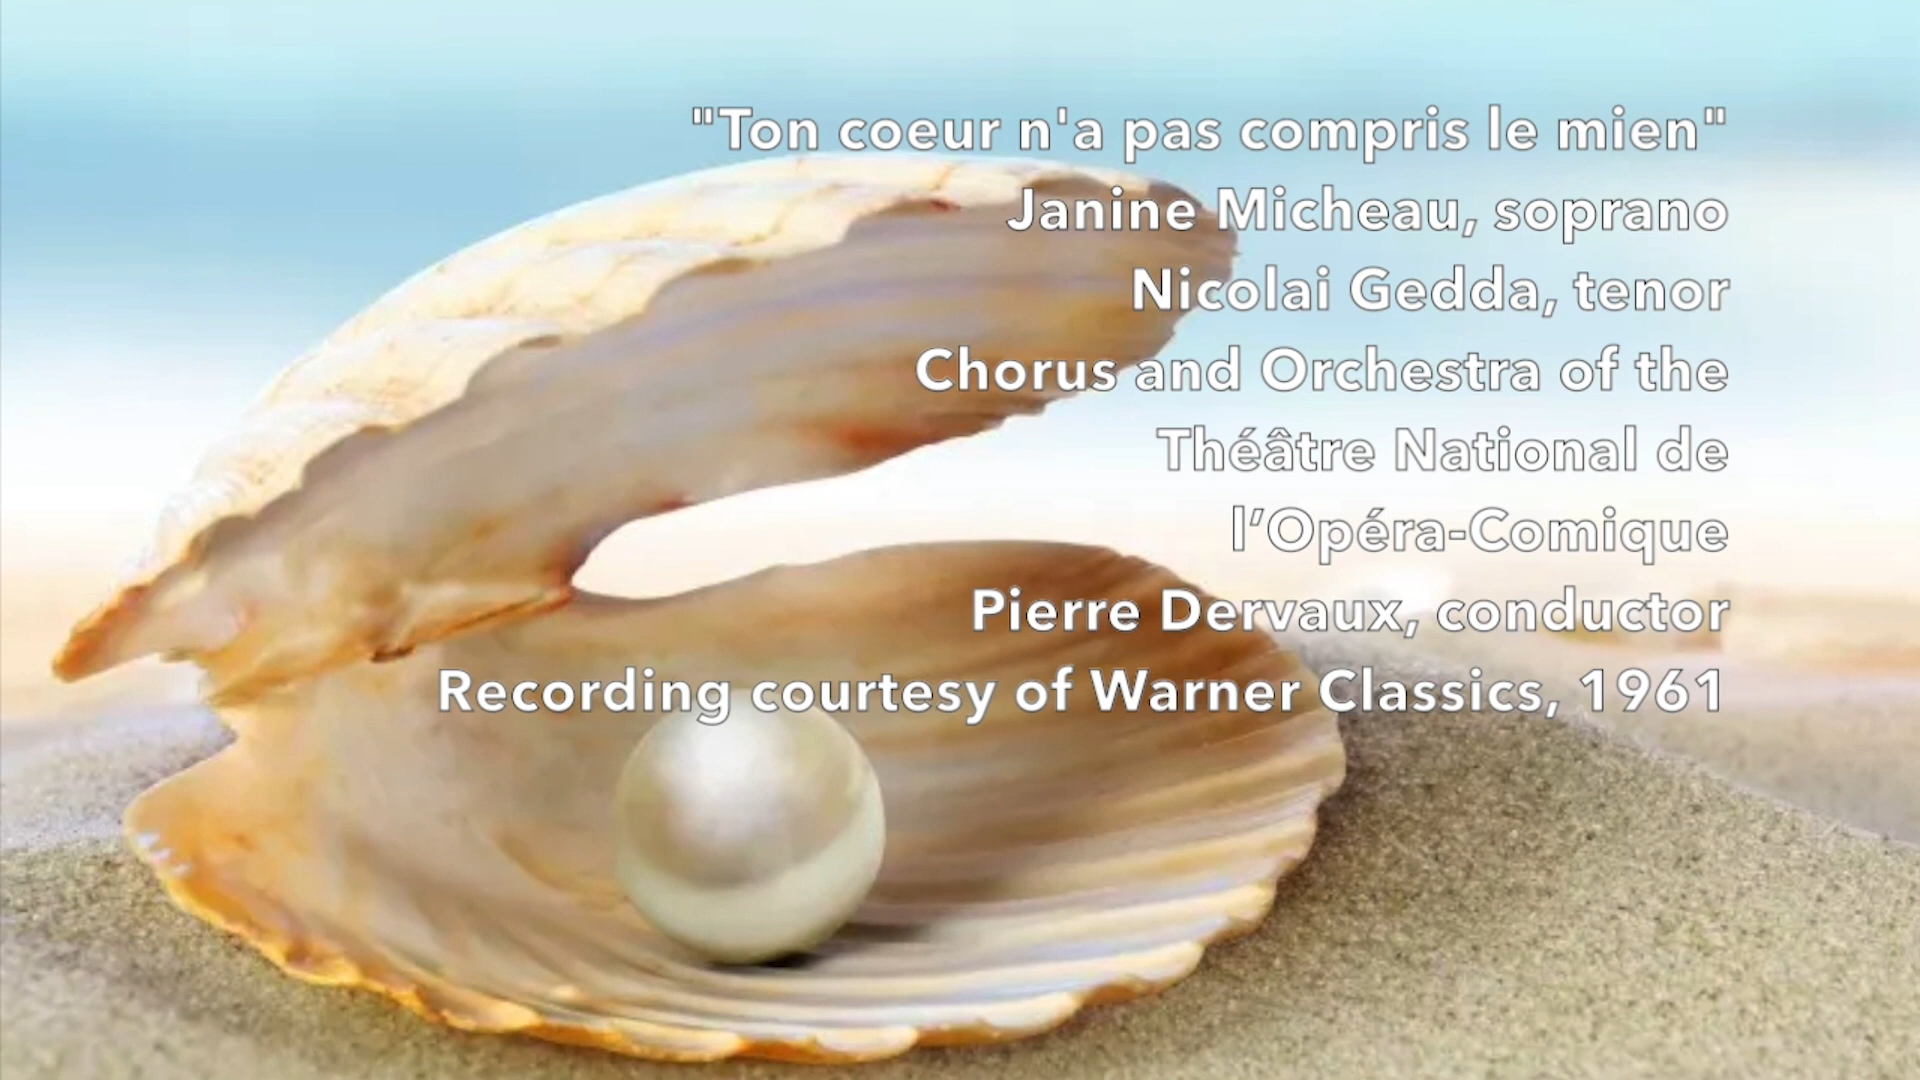 "Ton coeur n'a pas compris le mien"
Janine Micheau, soprano
Nicolai Gedda, tenor
Chorus and Orchestra of the
Théâtre National de
l’Opéra-Comique
Pierre Dervaux, conductor
Recording courtesy of Warner Classics, 1961